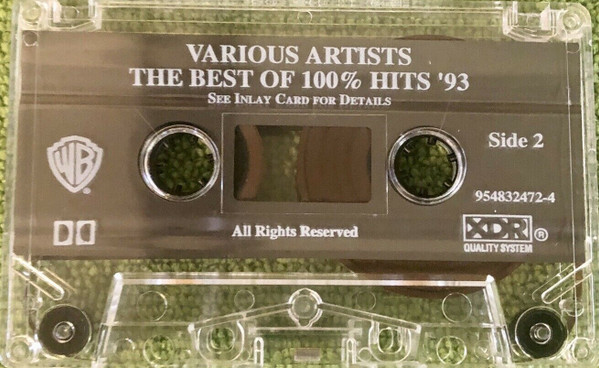 VARIOUS ARTISTS
THE BEST OF 100% HITS '93
SEE INLAY CARD FOR DETAILS
WB
®
Side 2
954832472-4
All Rights Reserved
XDR ®
QUALITY SYSTEM